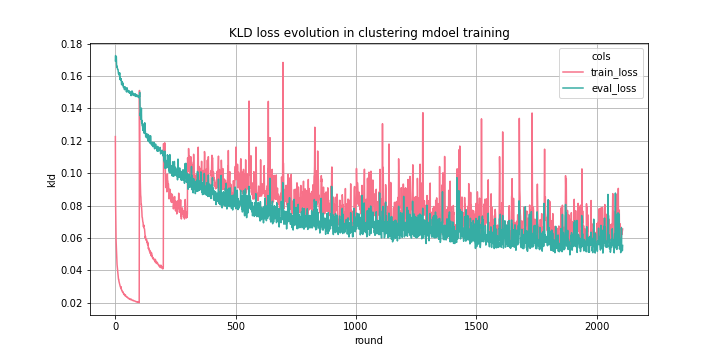 KLD loss evolution in clustering mdoel training
cols
train_loss
eval_loss
kld
0.18
0.16
0.14
0.12
0.10
0.08
0.06
0.04
0.02
0
500
1000
1500
2000
round